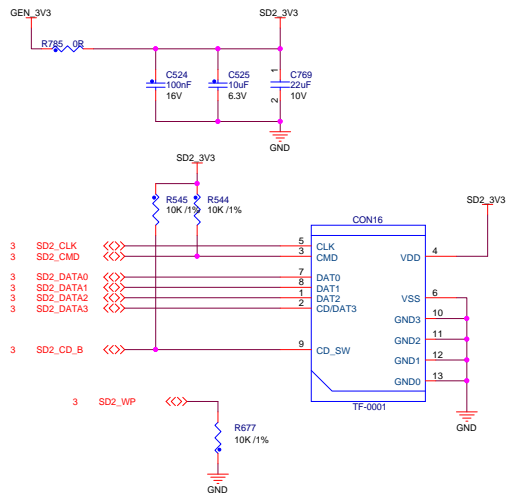 GEN_3V3
SD2_3V3
R785 0R
C524
100nF
16V
C525
10uF
6.3V
1
2
C769
22uF
10V
GND
SD2_3V3
R545
10K /1%
R544
10K /1%
SD2_3V3
CON16
3 SD2_CLK 5 CLK
3 SD2_CMD 3 CMD
VDD 4
3 SD2_DATA0 7 DAT0
3 SD2_DATA1 8 DAT1
3 SD2_DATA2 1 DAT2
3 SD2_DATA3 2 CD/DAT3
VSS 6
GND3 10
GND2 11
GND1 12
GND0 13
3 SD2_CD_B 9 CD_SW
TF-0001
GND
3 SD2_WP
R677
10K /1%
GND